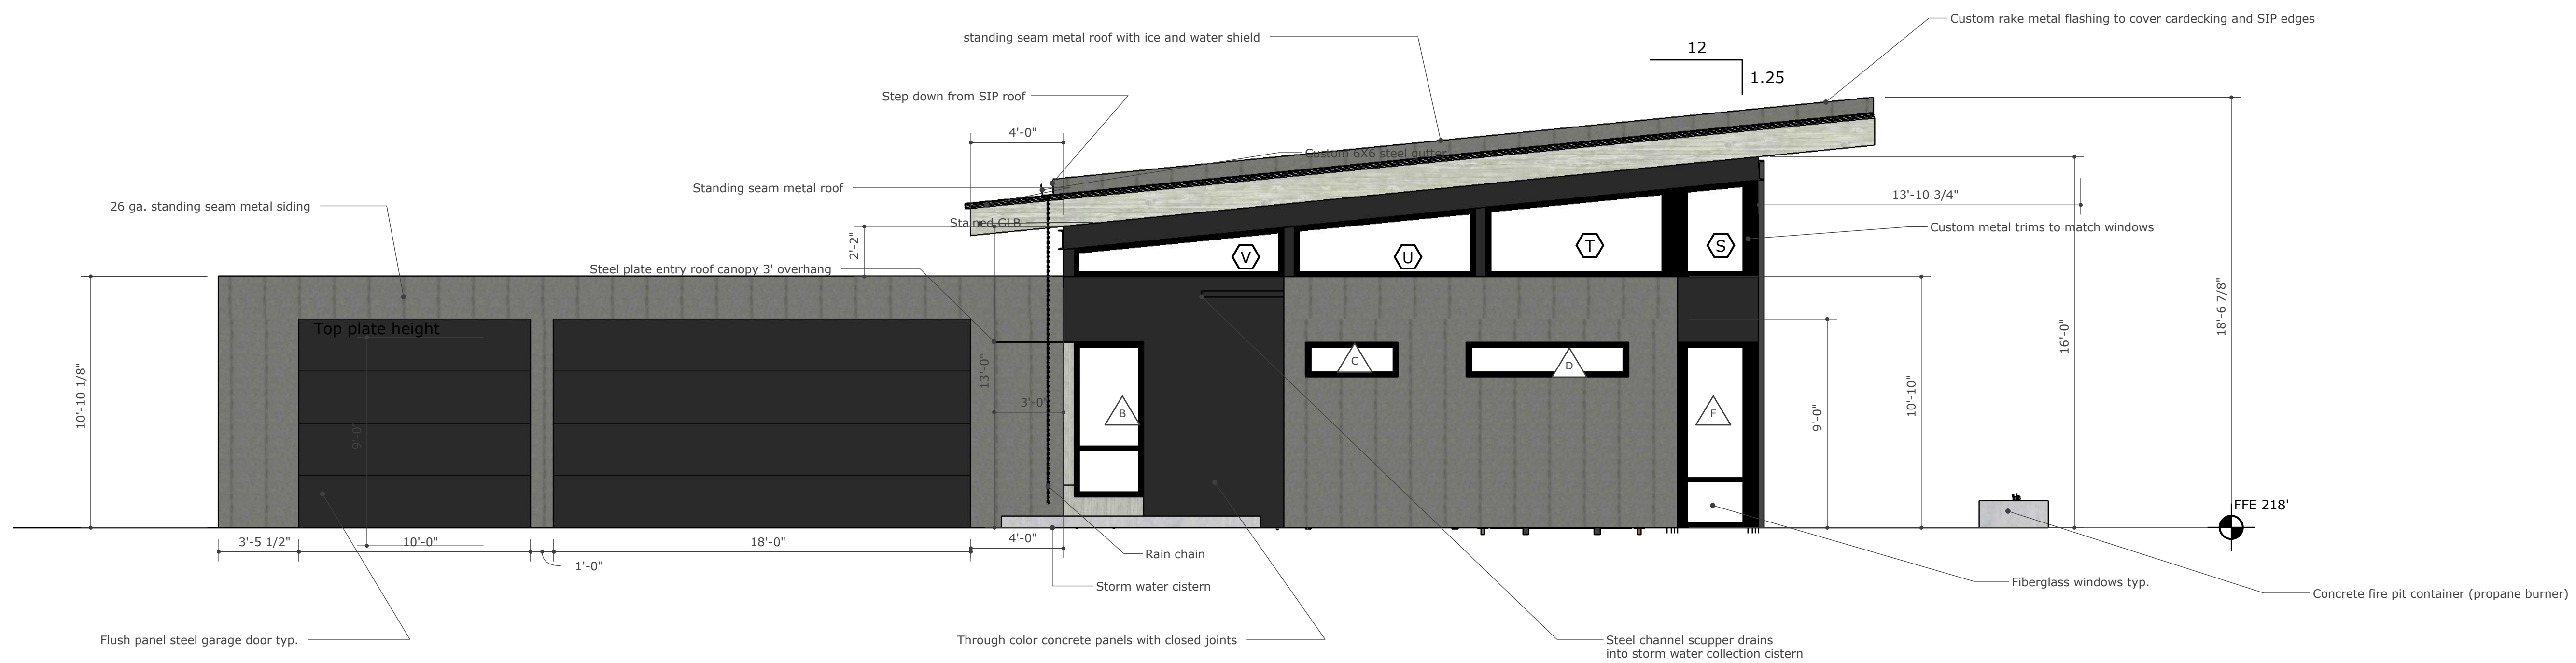 Custom rake metal flashing to cover cardecking and SIP edges
standing seam metal roof with ice and water shield
12
1.25
Step down from SIP roof
4'-0"
Custom 6X6 steel gutter
Standing seam metal roof
13'-10 3/4"
26 ga. standing seam metal siding
Stained GLB
Custom metal trims to match windows
2'-2"
V
U
T
S
Steel plate entry roof canopy 3' overhang
18'-6 7/8"
16'-0"
Top plate height
10'-10 1/8"
9'-0"
13'-0"
3'-0"
B
C
D
F
9'-0"
10'-10"
FFE 218'
3'-5 1/2"
10'-0"
18'-0"
4'-0"
1'-0"
Rain chain
Storm water cistern
Fiberglass windows typ.
Concrete fire pit container (propane burner)
Flush panel steel garage door typ.
Through color concrete panels with closed joints
Steel channel scupper drains
into storm water collection cistern